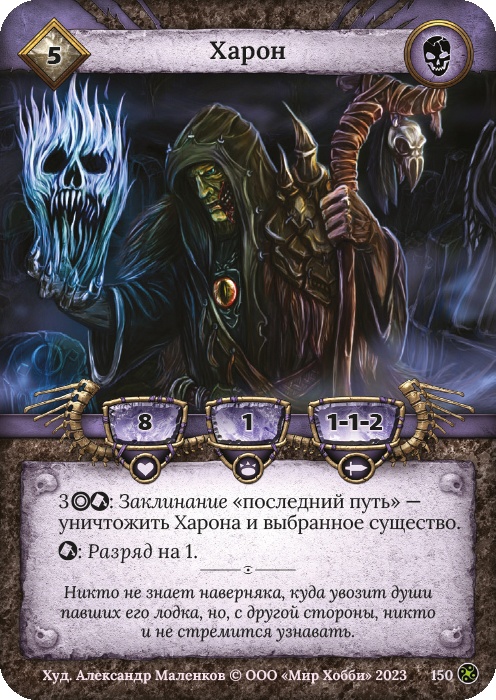 5
Харон
8
1
1-1-2
3: Заклинание «последний путь» —
уничтожить Харона и выбранное существо.
: Разряд на 1.
Никто не знает наверняка, куда увозит души
павших его лодка, но, с другой стороны, никто
и не стремится узнавать.
Худ. Александр Маленков © ООО «Мир Хобби» 2023
150